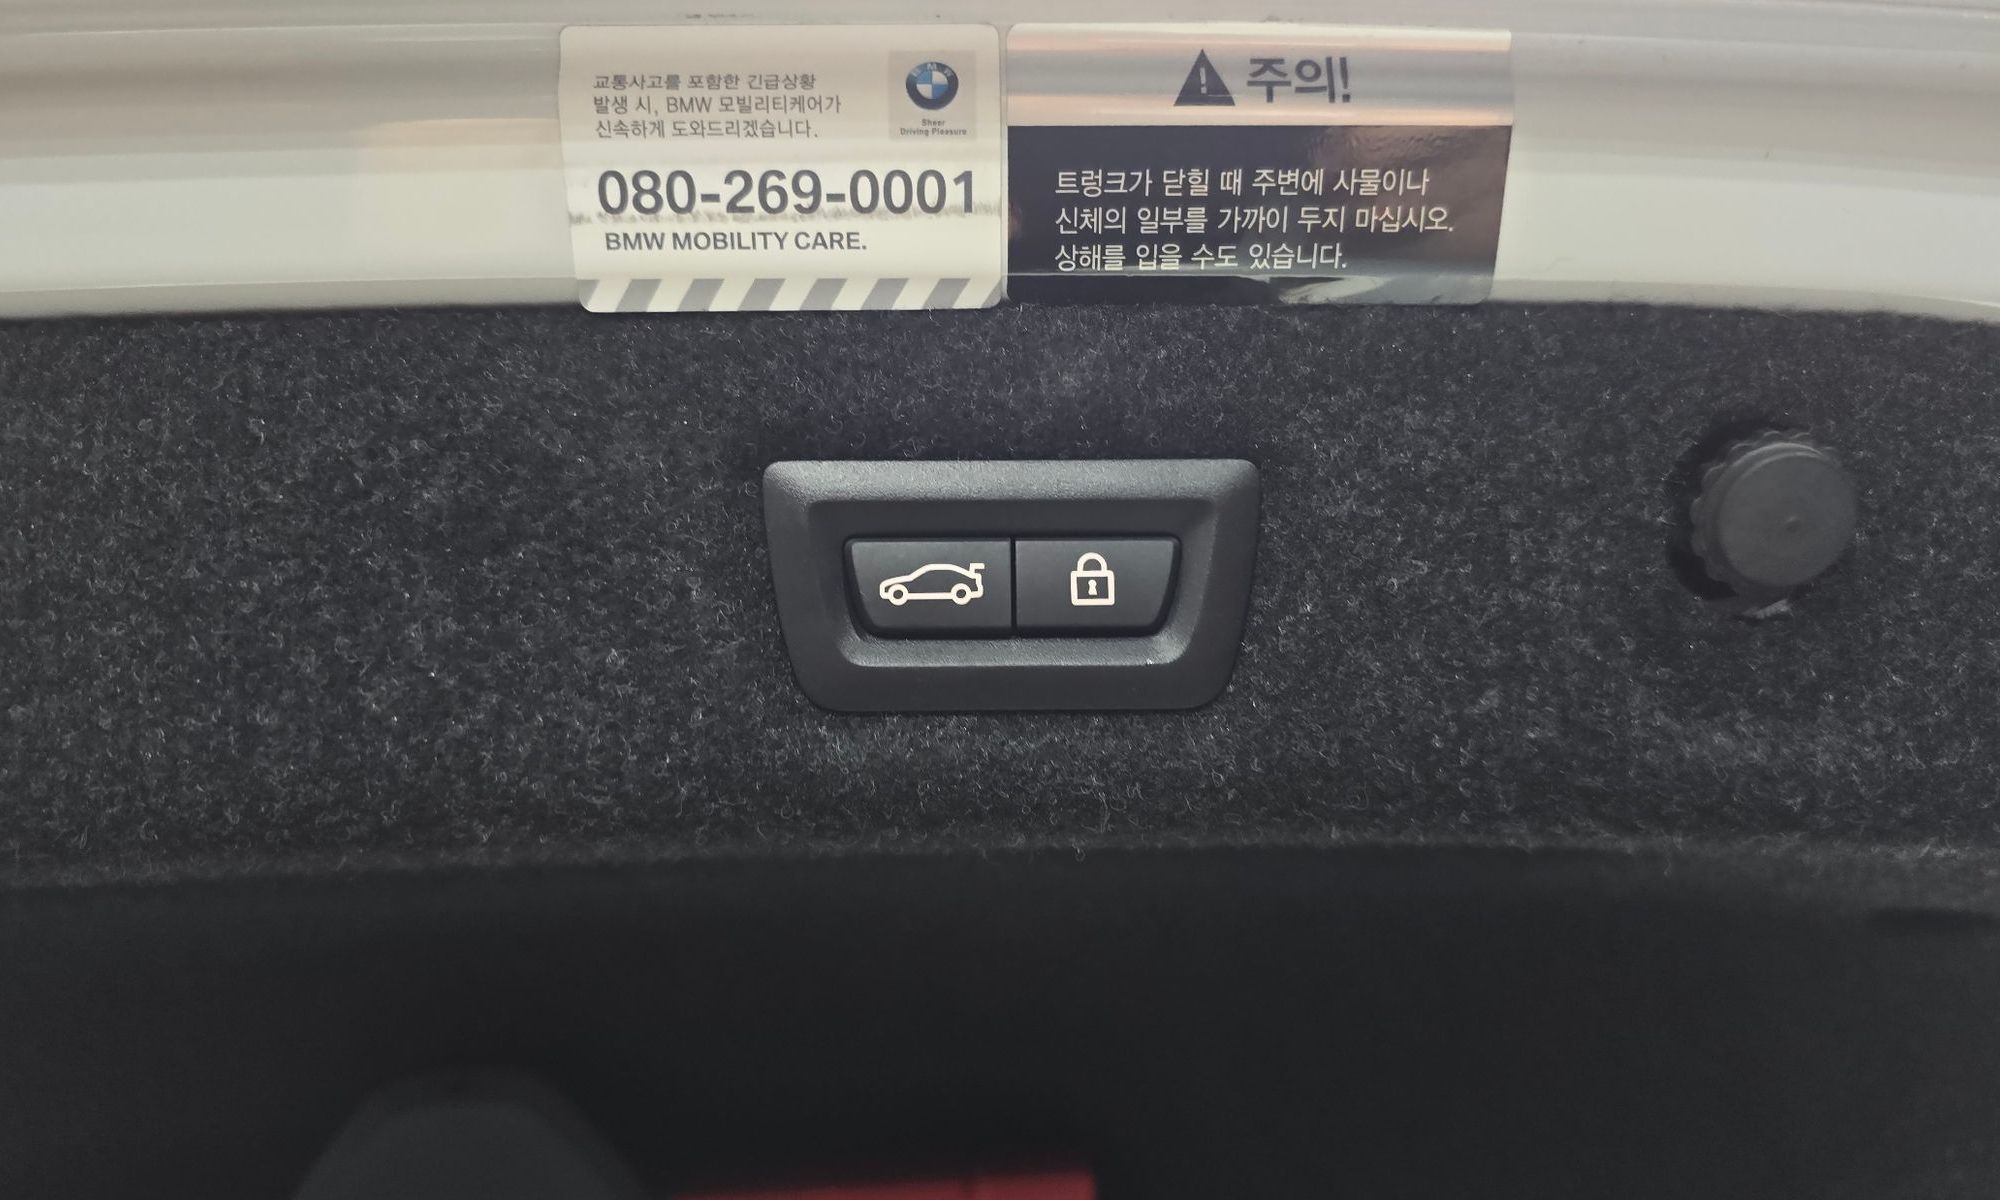 교통사고를 포함한 긴급상황
발생 시, BMW 모빌리티케어가
신속하게 도와드리겠습니다.
BMW
Sheer
Driving Pleasure
080-269-0001
BMW MOBILITY CARE.
주의!
트렁크가 닫힐 때 주변에 사물이나
신체의 일부를 가까이 두지 마십시오.
상해를 입을 수도 있습니다.